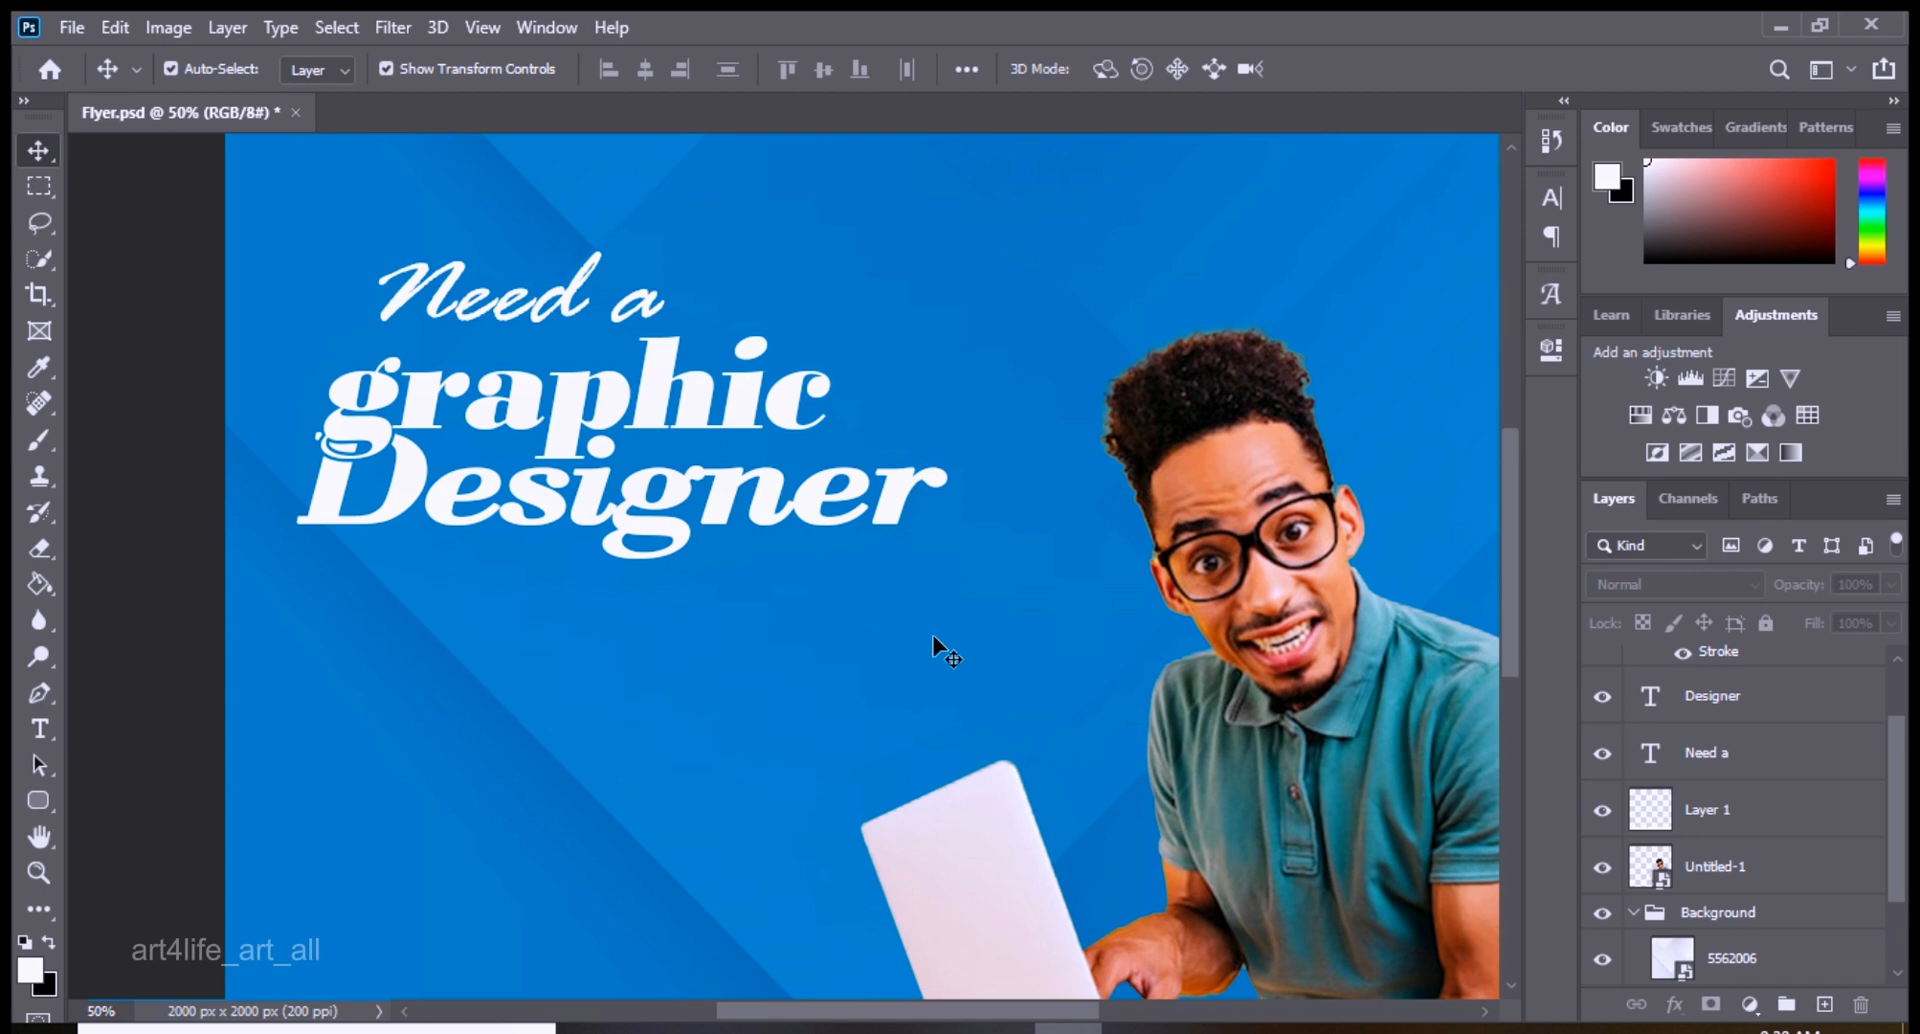 Ps File Edit Image Layer Type Select Filter 3D View Window Help
Auto-Select: Layer Show Transform Controls 3D Mode:
Flyer.psd @ 50% (RGB/8#) *
Need a
graphic
Designer
art4life_art_all
50% 2000 px x 2000 px (200 ppi)
Color Swatches Gradients Patterns
Learn Libraries Adjustments
Add an adjustment
Layers Channels Paths
Kind
Normal Opacity: 100%
Lock: Fill: 100%
Stroke
Designer
Need a
Layer 1
Untitled-1
Background
5562006
fx